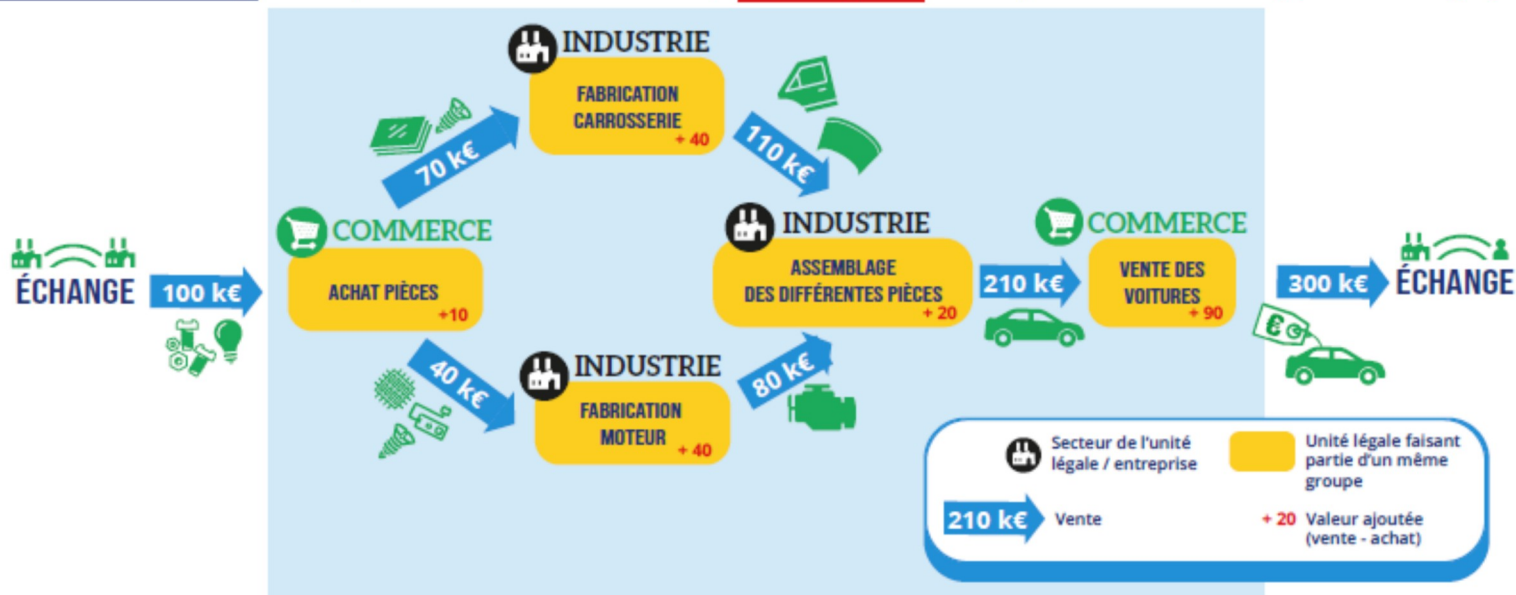 INDUSTRIE
FABRICATION
CARROSSERIE
+ 40
70 k€
110 k€
COMMERCE
ACHAT PIÈCES
+10
ÉCHANGE
100 k€
INDUSTRIE
ASSEMBLAGE
DES DIFFÉRENTES PIÈCES
+ 20
210 k€
COMMERCE
VENTE DES
VOITURES
+ 90
300 k€
ÉCHANGE
€
40 k€
INDUSTRIE
FABRICATION
MOTEUR
+ 40
80 k€
Secteur de l'unité
légale / entreprise
Unité légale faisant
partie d'un même
groupe
210 k€
Vente
+ 20
Valeur ajoutée
(vente - achat)